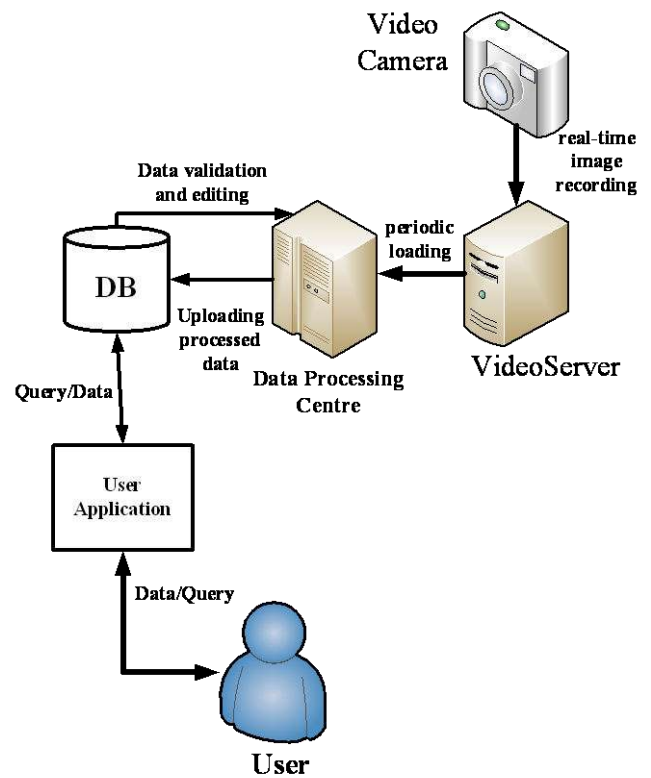 Video
Camera
real-time
image
recording
Data validation
and editing
periodic
loading
DB
Uploading
processed
data
VideoServer
Data Processing
Centre
Query/Data
User
Application
Data/Query
User